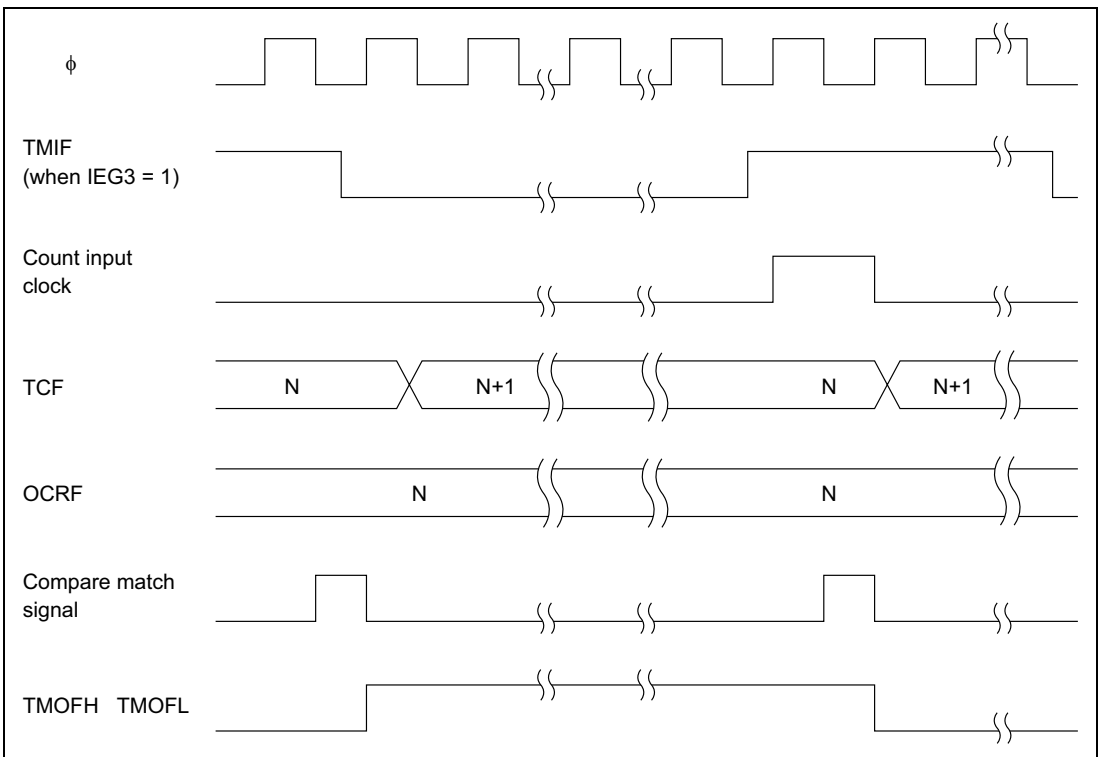 φ
TMIF
(when IEG3 = 1)
Count input
clock
TCF
N
N+1
N
N+1
OCRF
N
N
Compare match
signal
TMOFH TMOFL